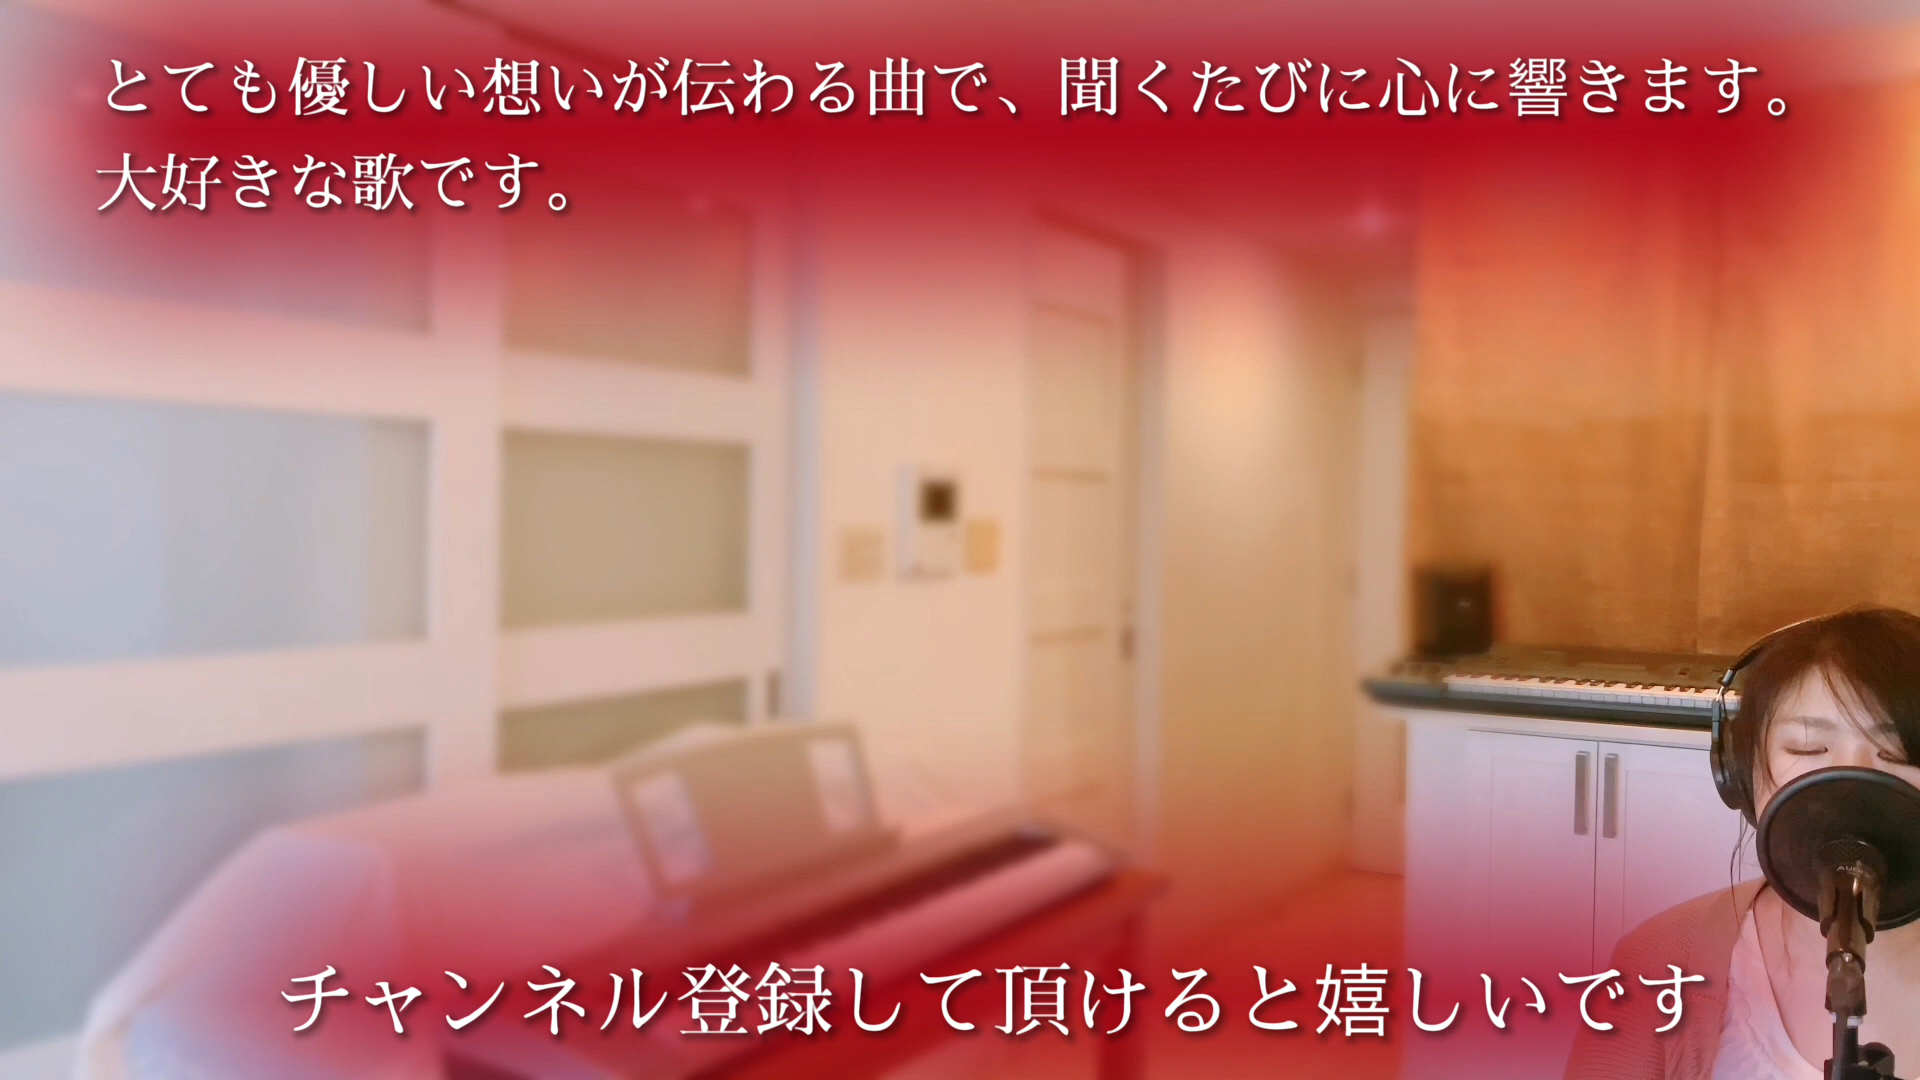 とても優しい想いが伝わる曲で、聞くたびに心に響きます。
大好きな歌です。
チャンネル登録して頂けると嬉しいです